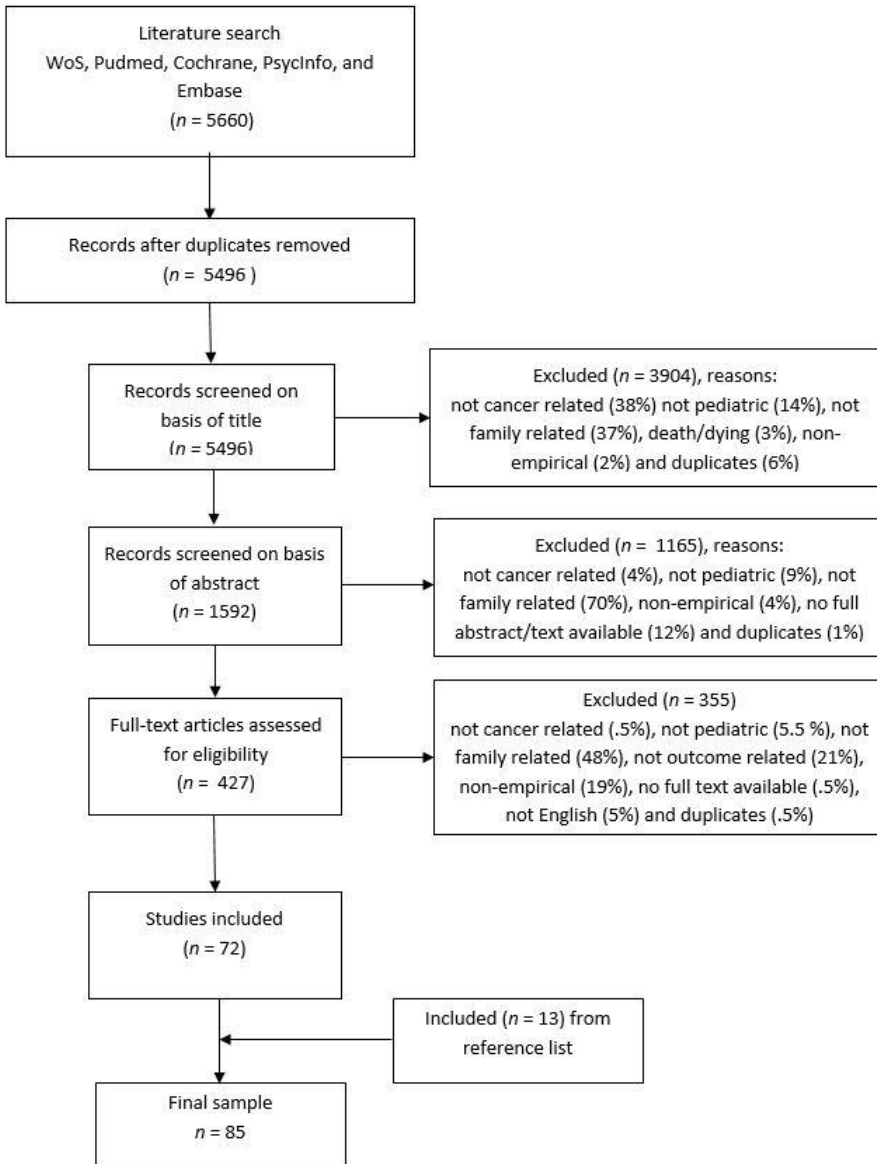 Literature search
WoS, Pudmed, Cochrane, PsycInfo, and
Embase
(n = 5660)
Records after duplicates removed
(n =  5496 )
Records screened on
basis of title
(n = 5496)
Excluded (n = 3904), reasons:
not cancer related (38%) not pediatric (14%), not
family related (37%), death/dying (3%), non-
empirical (2%) and duplicates (6%)
Records screened on basis
of abstract
(n = 1592)
Excluded (n =  1165), reasons:
not cancer related (4%), not pediatric (9%), not
family related (70%), non-empirical (4%), no full
abstract/text available (12%) and duplicates (1%)
Full-text articles assessed
for eligibility
(n =  427)
Excluded (n = 355)
not cancer related (.5%), not pediatric (5.5 %), not
family related (48%), not outcome related (21%),
non-empirical (19%), no full text available (.5%),
not English (5%) and duplicates (.5%)
Studies included
(n = 72)
Included (n = 13) from
reference list
Final sample
n = 85